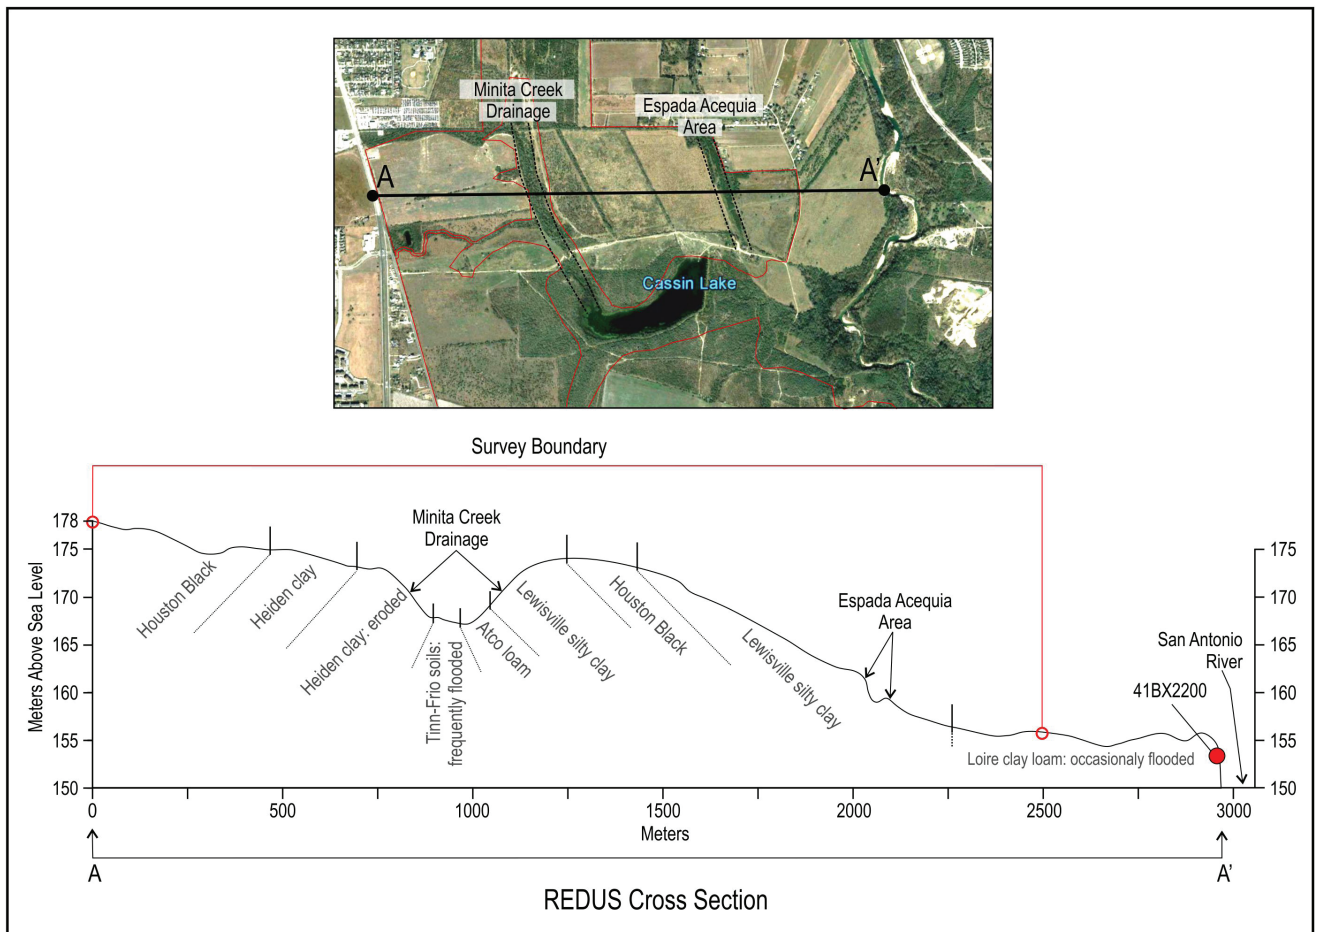 Minita Creek
Drainage
Espada Acequia
Area
A
A'
Cassin Lake
Survey Boundary
Meters Above Sea Level
178
175
170
165
160
155
150
Houston Black
Heiden clay
Heiden clay: eroded
Minita Creek
Drainage
Tinn-Frio soils:
frequently flooded
Atco loam
Lewisville silty clay
Houston Black
Lewisville silty clay
Espada Acequia
Area
San Antonio
River
41BX2200
Loire clay loam: occasionaly flooded
175
170
165
160
155
150
0
500
1000
1500
2000
2500
3000
Meters
A
A'
REDUS Cross Section